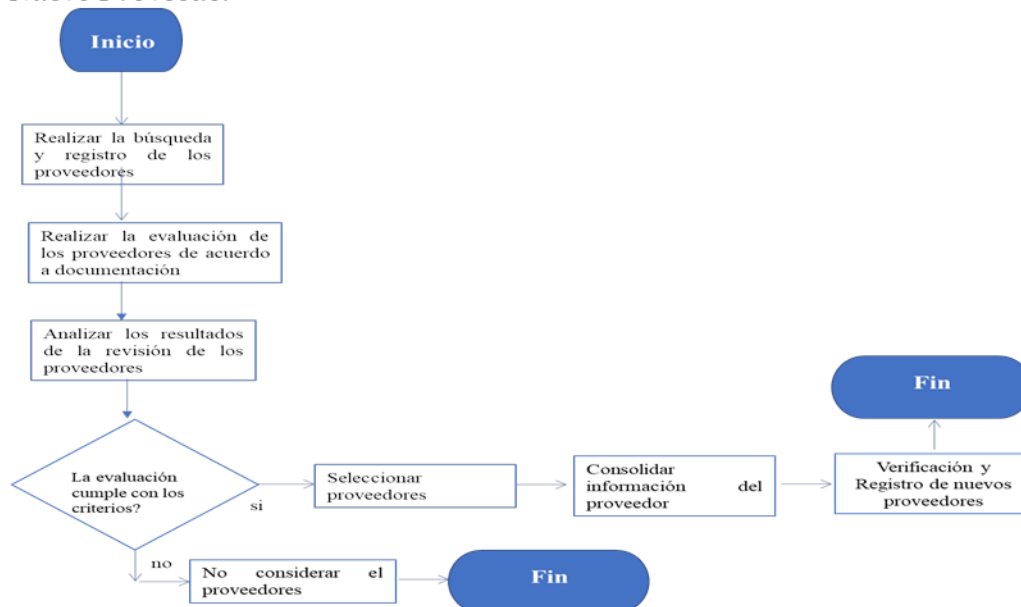 Inicio
Realizar la búsqueda
y registro de los
proveedores
Realizar la evaluación de
los proveedores de acuerdo
a documentación
Analizar los resultados
de la revisión de los
proveedores
La evaluación
cumple con los
criterios?
si
Seleccionar
proveedores
Consolidar
información del
proveedor
Verificación y
Registro de nuevos
proveedores
Fin
no
No considerar el
proveedores
Fin